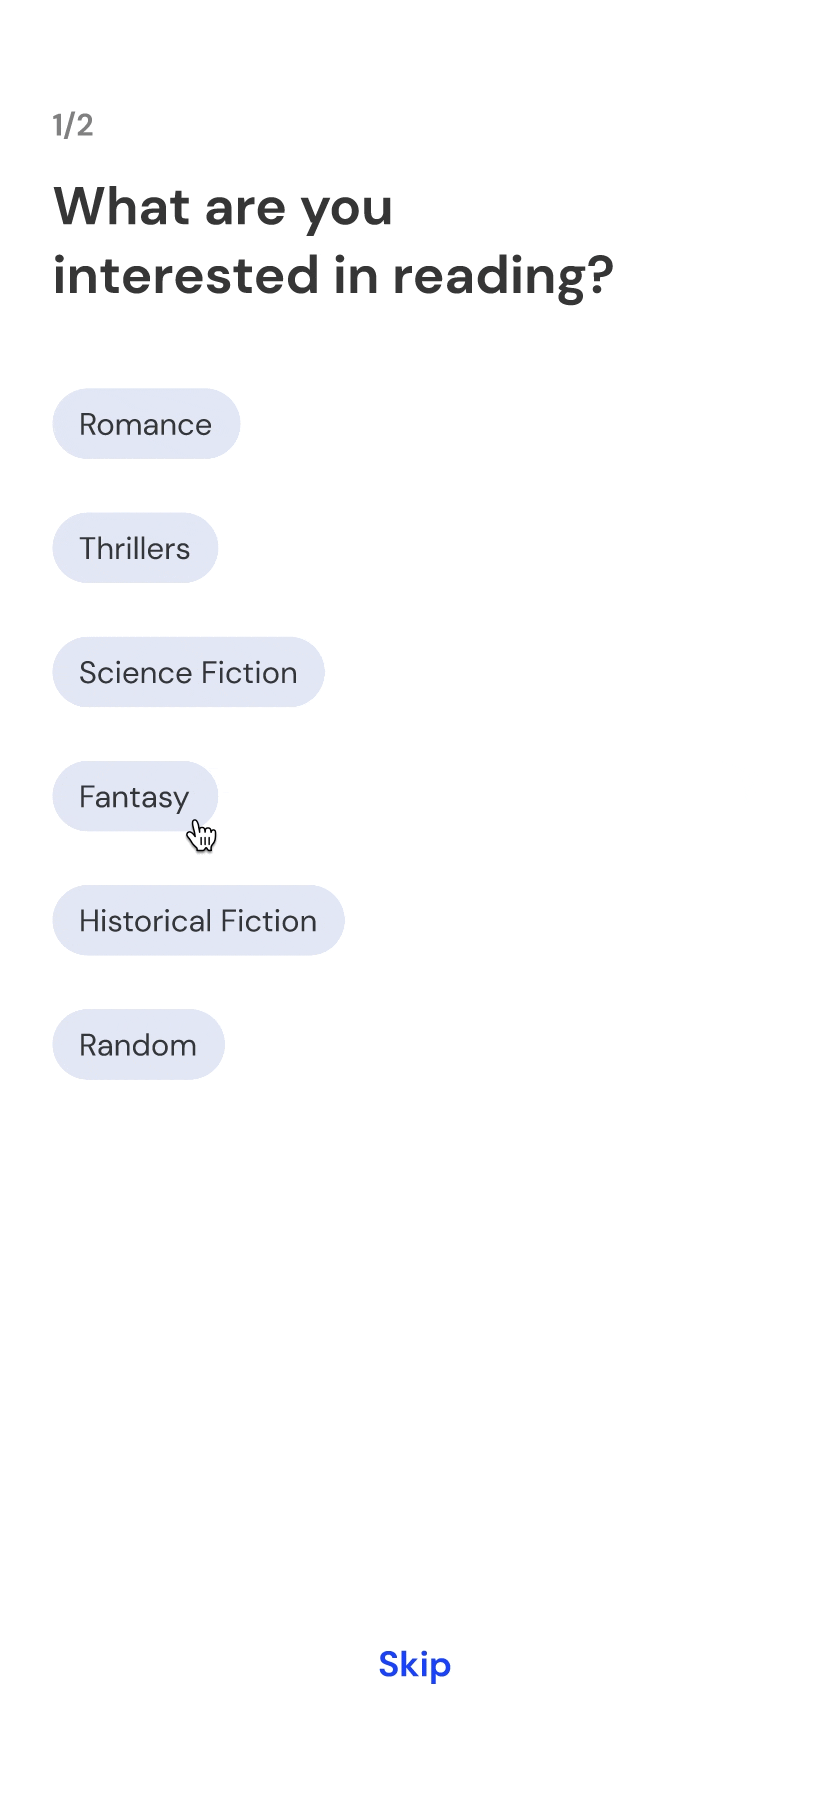 1/2
What are you
interested in reading?
Romance
Thrillers
Science Fiction
Fantasy
Historical Fiction
Random
Skip